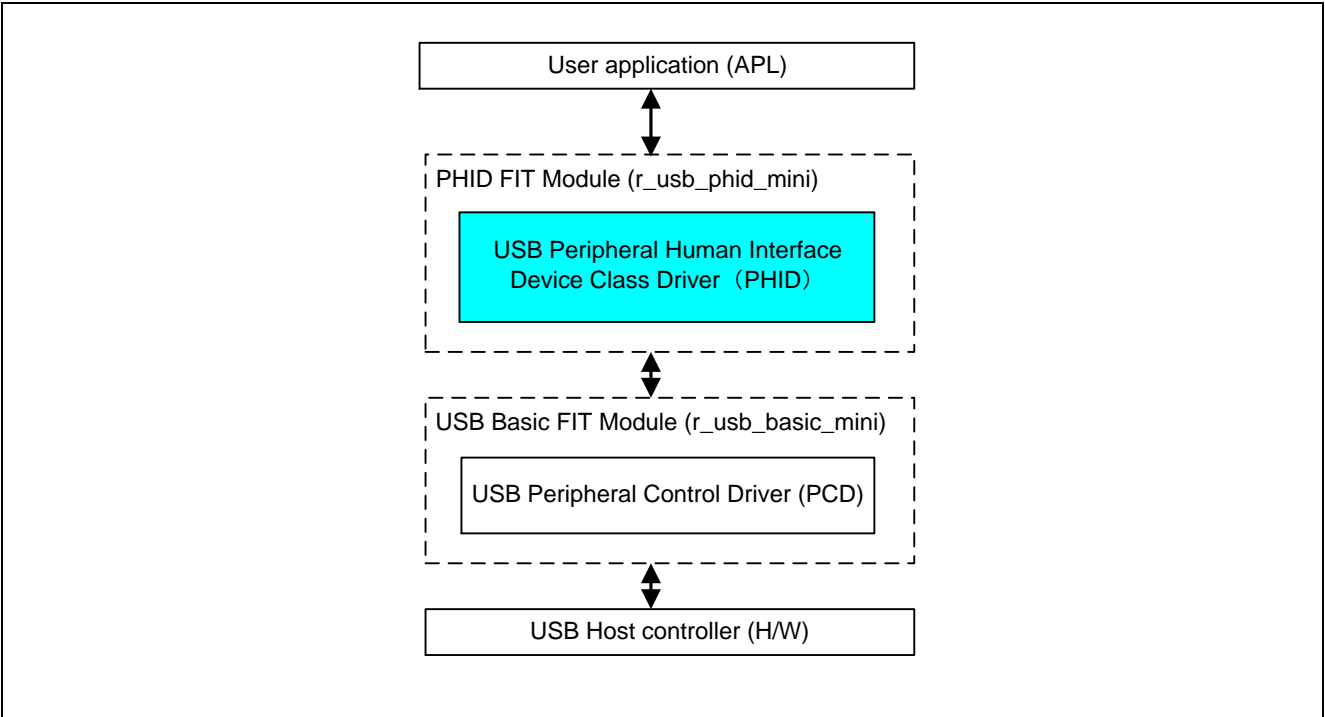 User application (APL)
PHID FIT Module (r_usb_phid_mini)
USB Peripheral Human Interface
Device Class Driver（PHID）
USB Basic FIT Module (r_usb_basic_mini)
USB Peripheral Control Driver (PCD)
USB Host controller (H/W)